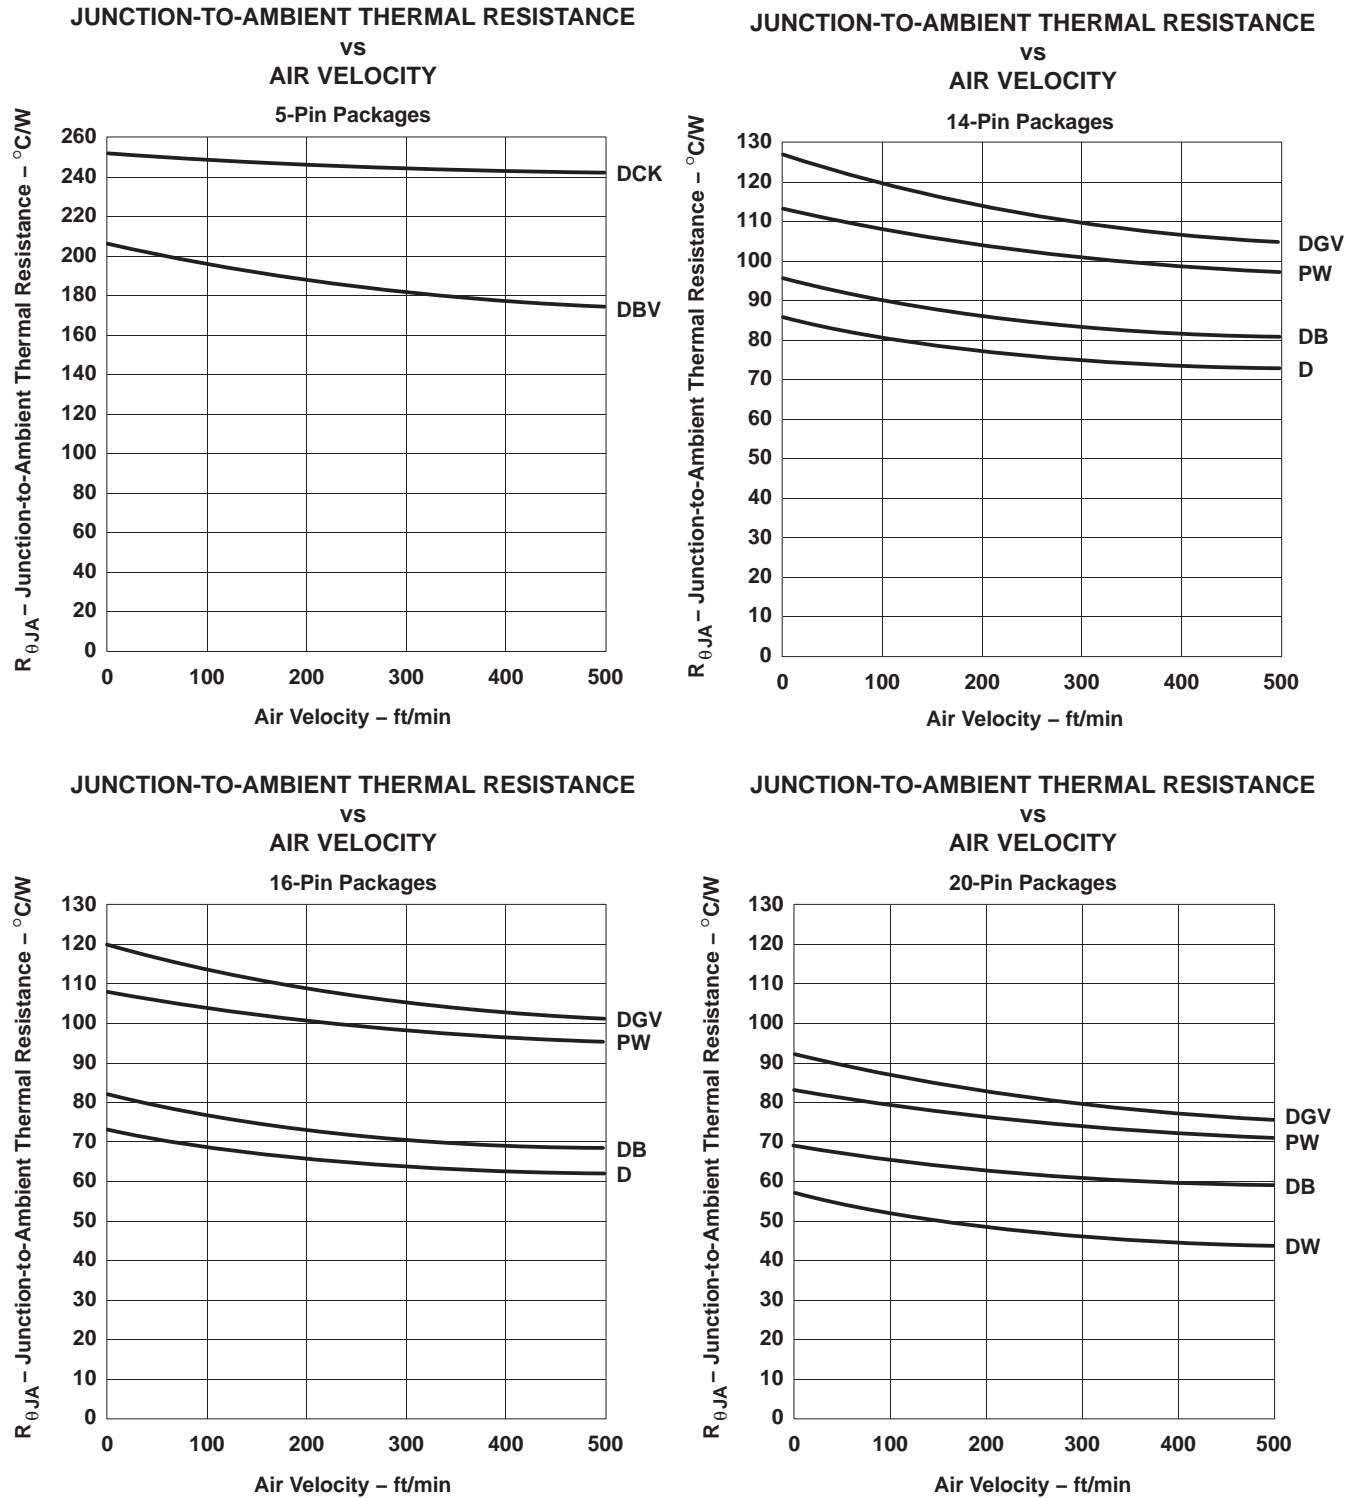 JUNCTION-TO-AMBIENT THERMAL RESISTANCE
vs
AIR VELOCITY
5-Pin Packages
R θJA – Junction-to-Ambient Thermal Resistance – °C/W
260
240
220
200
180
160
140
120
100
80
60
40
20
0
DCK
DBV
0 100 200 300 400 500
Air Velocity – ft/min
JUNCTION-TO-AMBIENT THERMAL RESISTANCE
vs
AIR VELOCITY
14-Pin Packages
R θJA – Junction-to-Ambient Thermal Resistance – °C/W
130
120
110
100
90
80
70
60
50
40
30
20
10
0
DGV
PW
DB
D
0 100 200 300 400 500
Air Velocity – ft/min
JUNCTION-TO-AMBIENT THERMAL RESISTANCE
vs
AIR VELOCITY
16-Pin Packages
R θJA – Junction-to-Ambient Thermal Resistance – °C/W
130
120
110
100
90
80
70
60
50
40
30
20
10
0
DGV
PW
DB
D
0 100 200 300 400 500
Air Velocity – ft/min
JUNCTION-TO-AMBIENT THERMAL RESISTANCE
vs
AIR VELOCITY
20-Pin Packages
R θJA – Junction-to-Ambient Thermal Resistance – °C/W
130
120
110
100
90
80
70
60
50
40
30
20
10
0
DGV
PW
DB
DW
0 100 200 300 400 500
Air Velocity – ft/min